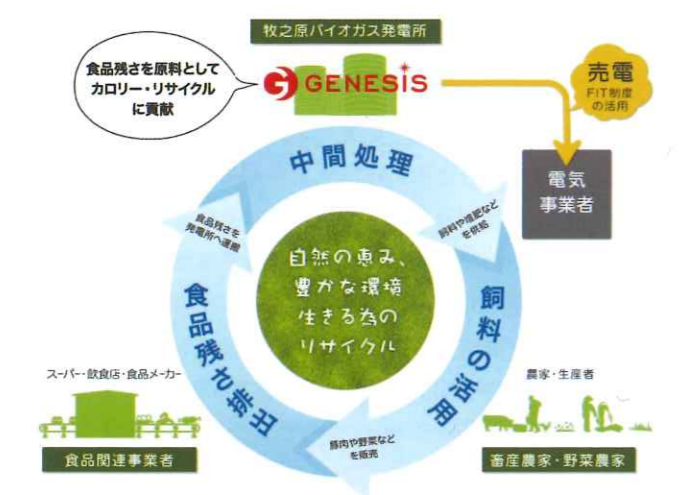 牧之原バイオガス発電所
食品残さを原料として
カロリー・リサイクル
に貢献
GENESIS
売電
FIT制度
の活用
電気
事業者
中間処理
食品残さを
発電所へ運搬
飼料や堆肥など
を供給
自然の恵み、
豊かな環境
生きる為の
リサイクル
食品残さ排出
飼料の活用
スーパー・飲食店・食品メーカー
農家・生産者
豚肉や野菜など
を販売
食品関連事業者
畜産農家・野菜農家